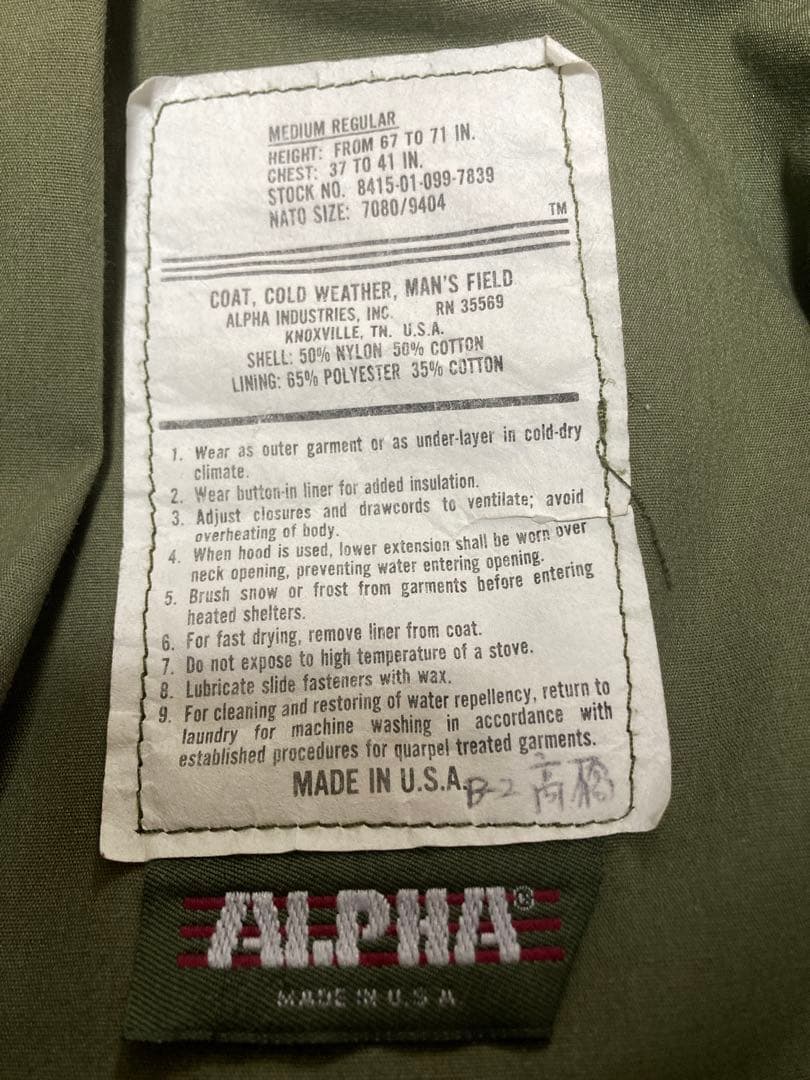 MEDIUM REGULAR
HEIGHT: FROM 67 TO 71 IN.
CHEST: 37 TO 41 IN.
STOCK NO. 8415-01-099-7839
NATO SIZE: 7080/9404
TM
COAT, COLD WEATHER, MAN'S FIELD
ALPHA INDUSTRIES, INC. RN 35569
KNOXVILLE, TN. U.S.A.
SHELL: 50% NYLON 50% COTTON
LINING: 65% POLYESTER 35% COTTON
1. Wear as outer garment or as under-layer in cold-dry
climate.
2. Wear button-in liner for added insulation.
3. Adjust closures and drawcords to ventilate; avoid
overheating of body.
4. When hood is used, lower extension shall be worn over
neck opening, preventing water entering opening.
5. Brush snow or frost from garments before entering
heated shelters.
6. For fast drying, remove liner from coat.
7. Do not expose to high temperature of a stove.
8. Lubricate slide fasteners with wax.
9. For cleaning and restoring of water repellency, return to
laundry for machine washing in accordance with
established procedures for quarpel treated garments.
MADE IN U.S.A. B-2 高橋
ALPHA®
MADE IN U.S.A.